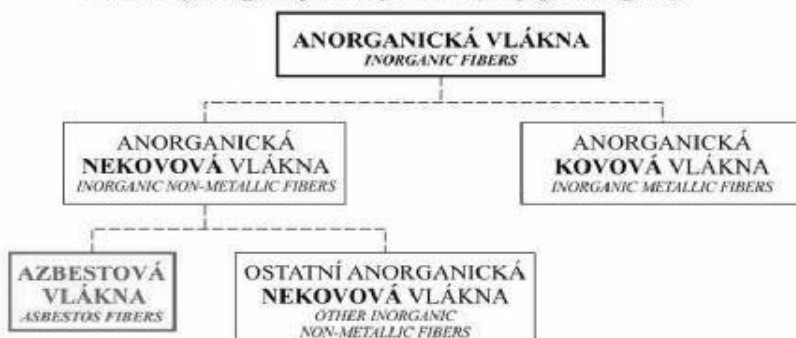 ANORGANICKÁ VLÁKNA
INORGANIC FIBERS
ANORGANICKÁ
NEKOVOVÁ VLÁKNA
INORGANIC NON-METALLIC FIBERS
ANORGANICKÁ
KOVOVÁ VLÁKNA
INORGANIC METALLIC FIBERS
AZBESTOVÁ
VLÁKNA
ASBESTOS FIBERS
OSTATNÍ ANORGANICKÁ
NEKOVOVÁ VLÁKNA
OTHER INORGANIC
NON-METALLIC FIBERS